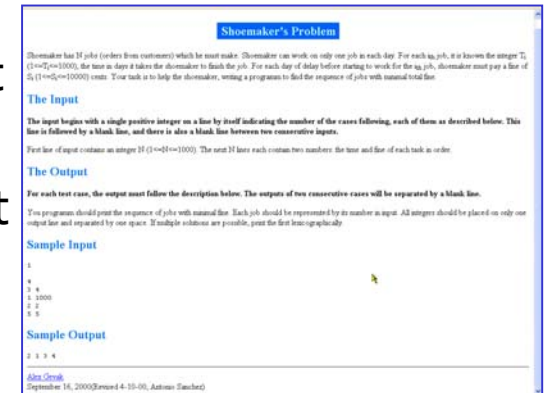 t
t
Shoemaker's Problem
Shoemaker has N jobs (orders from customers) which he must make. Shoemaker can work on only one job in each day. For each ith job, it is known the integer Ti
(1<=Ti<=1000), the time in days it takes the shoemaker to finish the job. For each day of delay before starting to work for the ith job, shoemaker must pay a fine of
Si (1<=Si<=10000) cents. Your task is to help the shoemaker, writing a programm to find the sequence of jobs with minimal total fine.
The Input
The input begins with a single positive integer on a line by itself indicating the number of the cases following, each of them as described below. This
line is followed by a blank line, and there is also a blank line between two consecutive inputs.
First line of input contains an integer N (1<=N<=1000). The next N lines each contain two numbers: the time and fine of each task in order.
The Output
For each test case, the output must follow the description below. The outputs of two consecutive cases will be separated by a blank line.
You programm should print the sequence of jobs with minimal fine. Each job should be represented by its number in input. All integers should be placed on only one
output line and separated by one space. If multiple solutions are possible, print the first lexicographically.
Sample Input
1
4
3 4
1 1000
2 2
5 5
Sample Output
2 1 3 4
Alex Gevak
September 16, 2000(Revised 4-10-00, Antonio Sanchez)